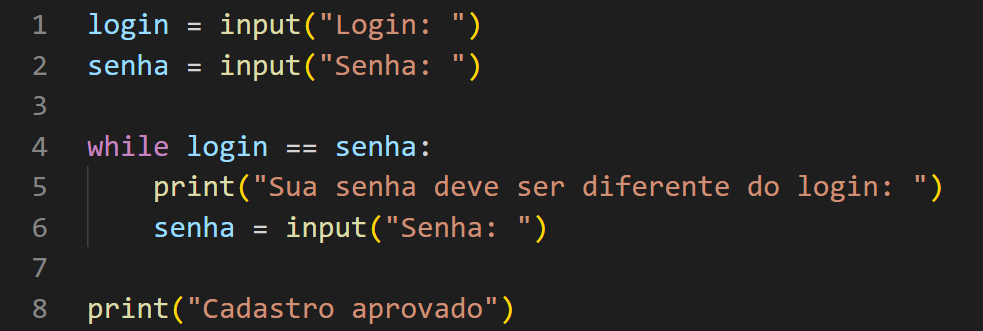 1 login = input("Login: ")
2 senha = input("Senha: ")
3
4 while login == senha:
5     print("Sua senha deve ser diferente do login: ")
6     senha = input("Senha: ")
7
8 print("Cadastro aprovado")